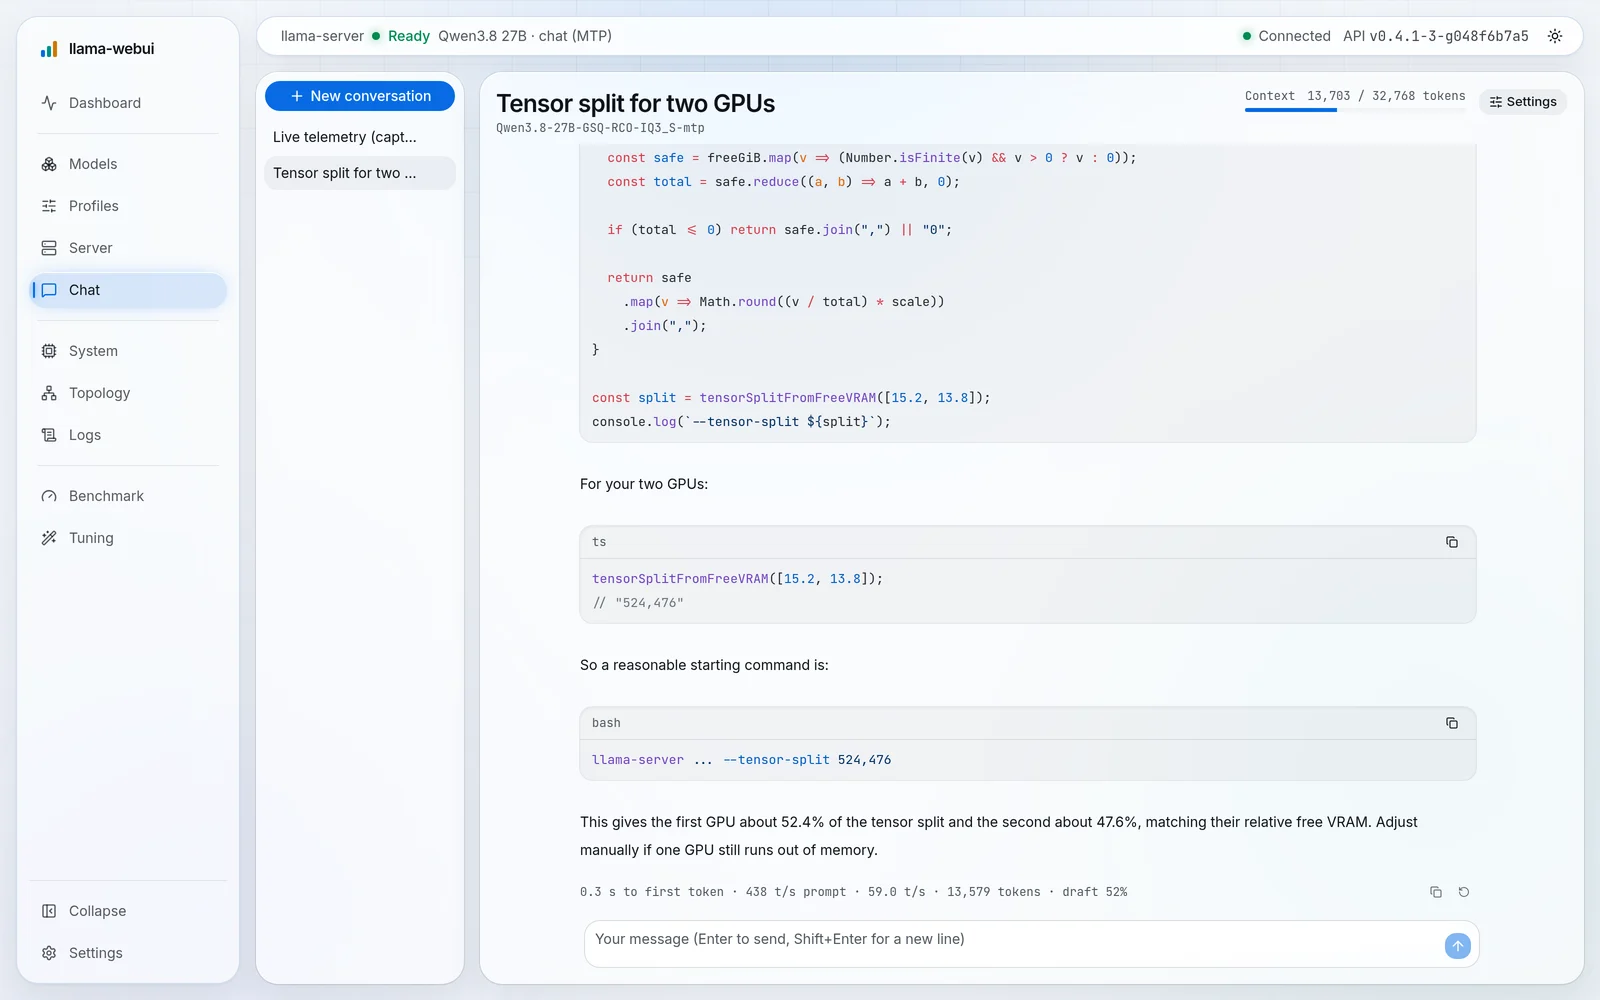 llama-webui
Dashboard
Models
Profiles
Server
Chat
System
Topology
Logs
Benchmark
Tuning
Collapse
Settings
llama-server Ready Qwen3.8 27B · chat (MTP)
Connected API v0.4.1-3-g048f6b7a5
+ New conversation
Live telemetry (capt...
Tensor split for two ...
Tensor split for two GPUs
Qwen3.8-27B-GSQ-RCO-IQ3_S-mtp
Context 13,703 / 32,768 tokens
Settings
const safe = freeGiB.map(v => (Number.isFinite(v) && v > 0 ? v : 0));
const total = safe.reduce((a, b) => a + b, 0);
if (total <= 0) return safe.join(",") || "0";
return safe
.map(v => Math.round((v / total) * scale))
.join(",");
}
const split = tensorSplitFromFreeVRAM([15.2, 13.8]);
console.log(`--tensor-split ${split}`);
For your two GPUs:
ts
tensorSplitFromFreeVRAM([15.2, 13.8]);
// "524,476"
So a reasonable starting command is:
bash
llama-server ... --tensor-split 524,476
This gives the first GPU about 52.4% of the tensor split and the second about 47.6%, matching their relative free VRAM. Adjust
manually if one GPU still runs out of memory.
0.3 s to first token · 438 t/s prompt · 59.0 t/s · 13,579 tokens · draft 52%
Your message (Enter to send, Shift+Enter for a new line)